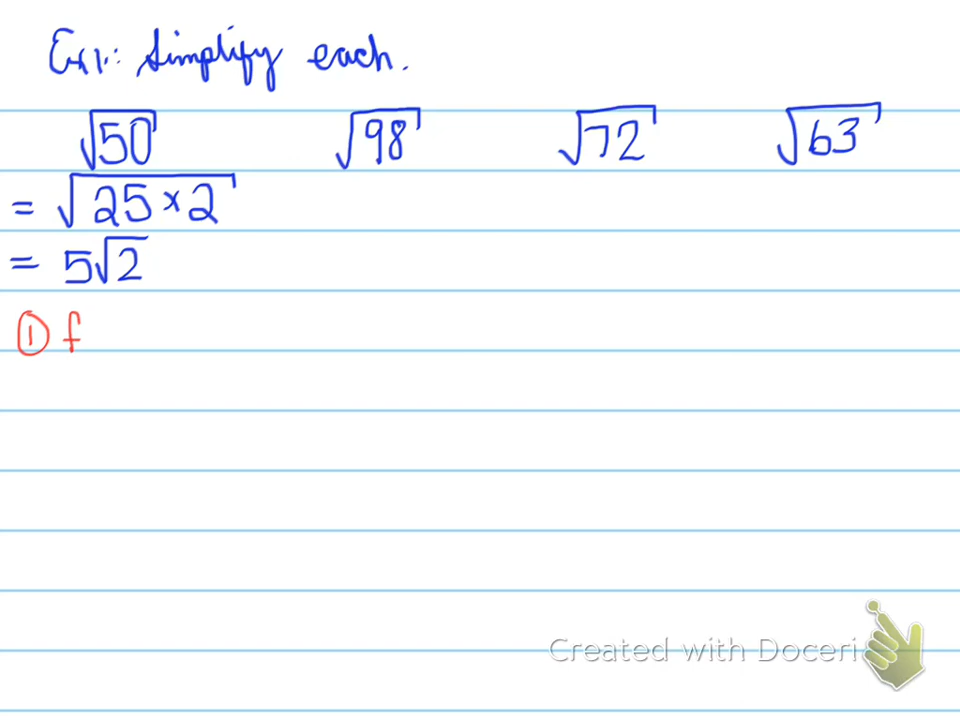 Ex1.: Simplify each.
√50 √98 √72 √63
= √25 × 2
= 5√2
① f
Created with Doceri